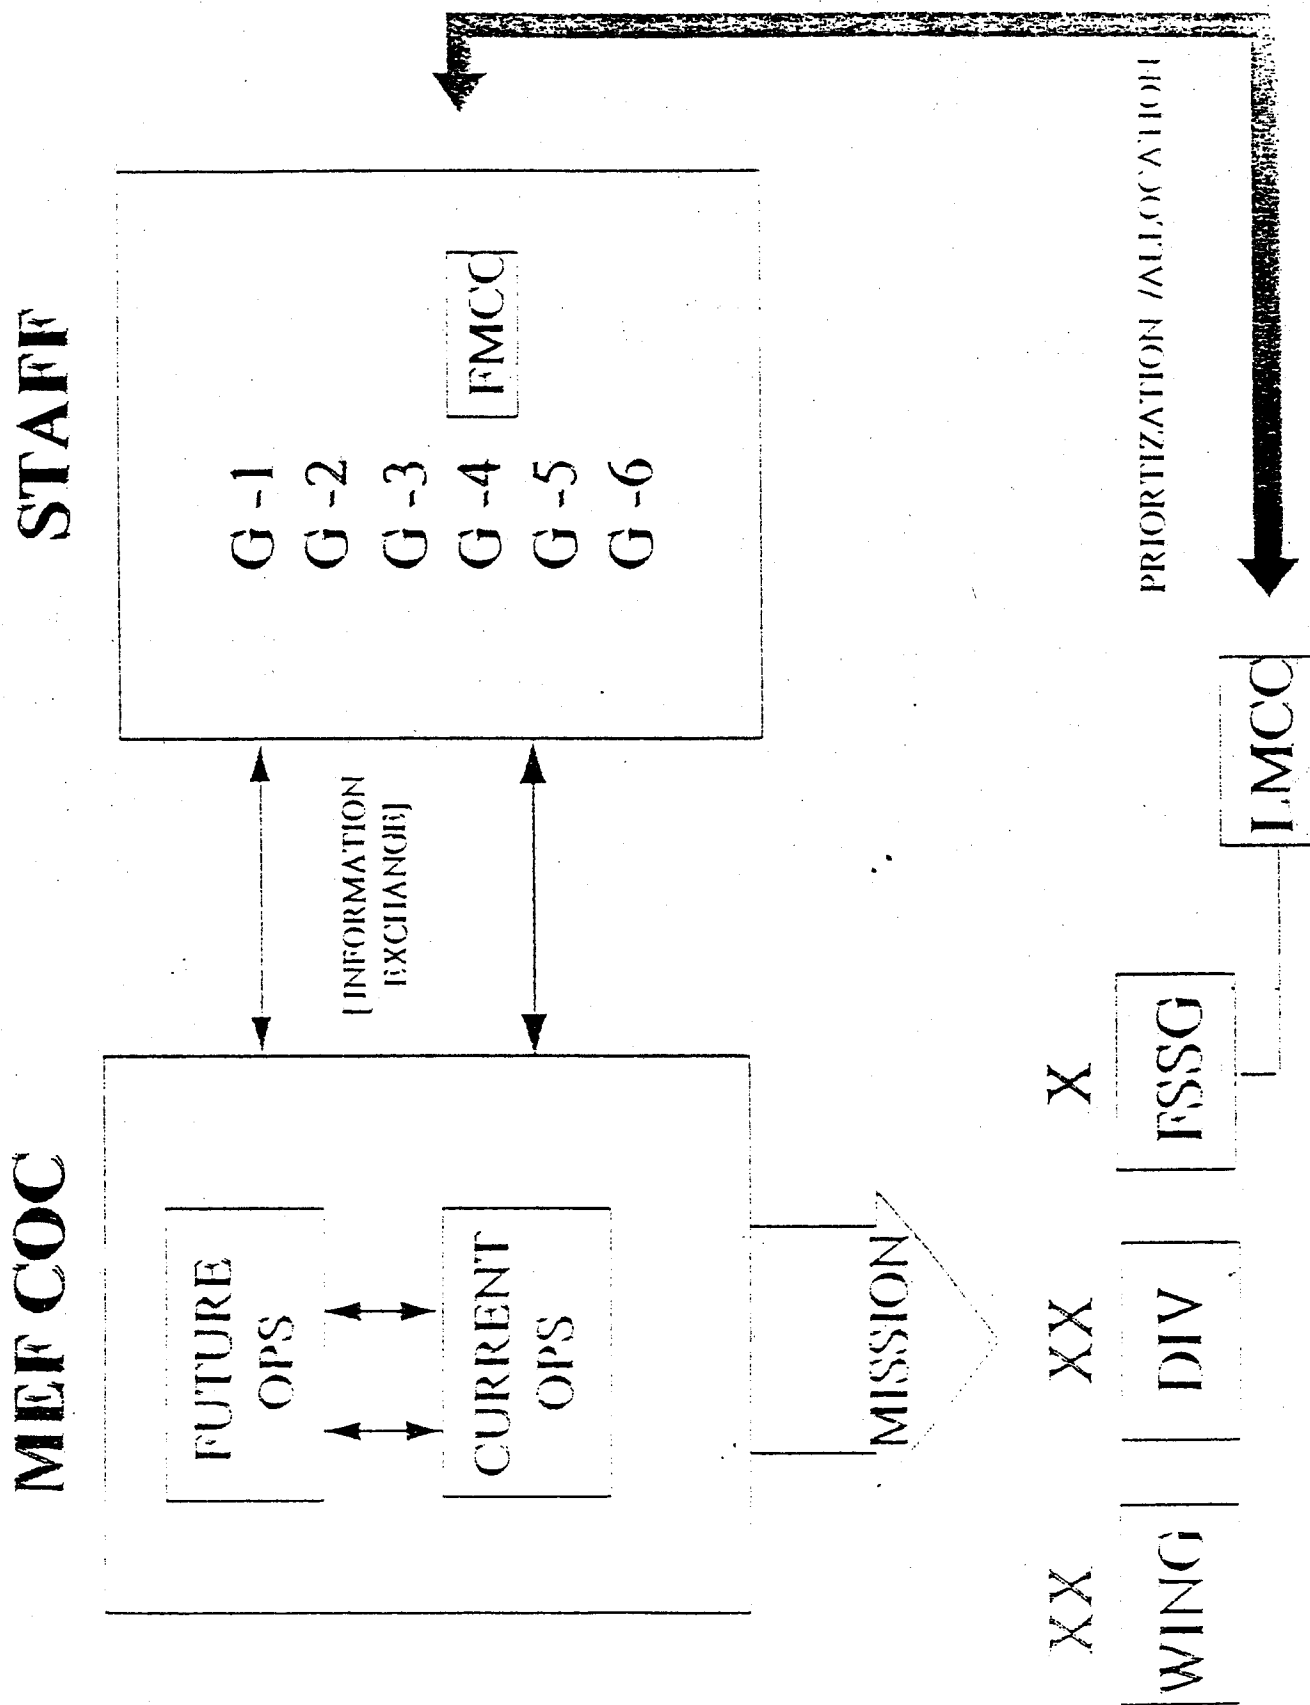 MEF COC
STAFF
FUTURE
OPS
CURRENT
OPS
[INFORMATION
EXCHANGE]
G -1
G -2
G -3
G -4
G -5
G -6
FMCC
MISSION
PRIORTIZATION /ALLOCATION
XX
XX
X
WING
DIV
FSSG
LMCC